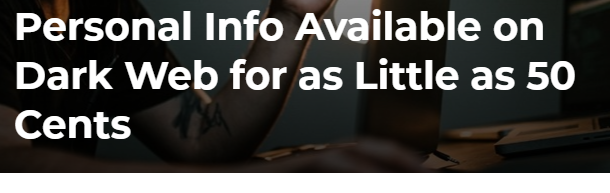 Personal Info Available on
Dark Web for as Little as 50
Cents